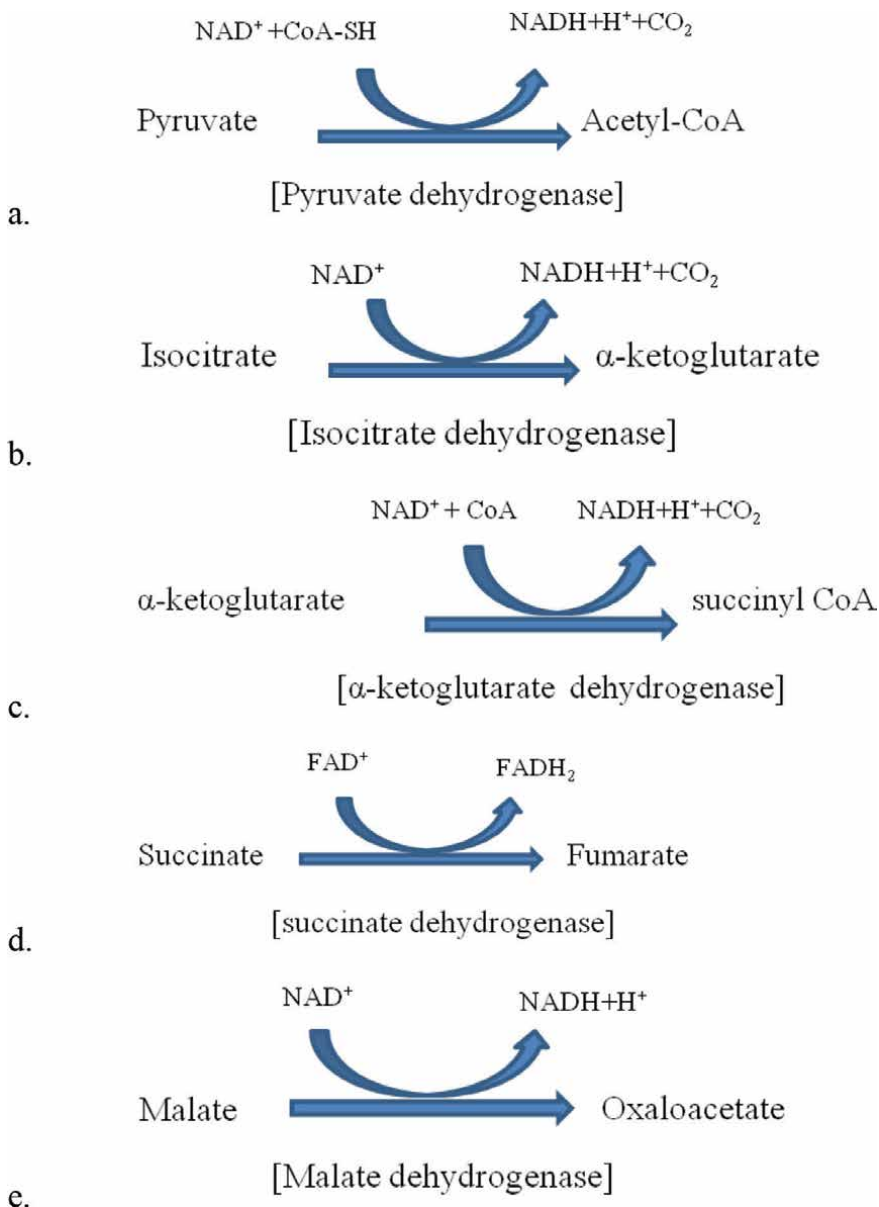 NAD⁺ +CoA-SH NADH+H⁺+CO₂
Pyruvate Acetyl-CoA
[Pyruvate dehydrogenase]
a.
NAD⁺ NADH+H⁺+CO₂
Isocitrate α-ketoglutarate
[Isocitrate dehydrogenase]
b.
NAD⁺ + CoA NADH+H⁺+CO₂
α-ketoglutarate succinyl CoA
[α-ketoglutarate dehydrogenase]
c.
FAD⁺ FADH₂
Succinate Fumarate
[succinate dehydrogenase]
d.
NAD⁺ NADH+H⁺
Malate Oxaloacetate
[Malate dehydrogenase]
e.